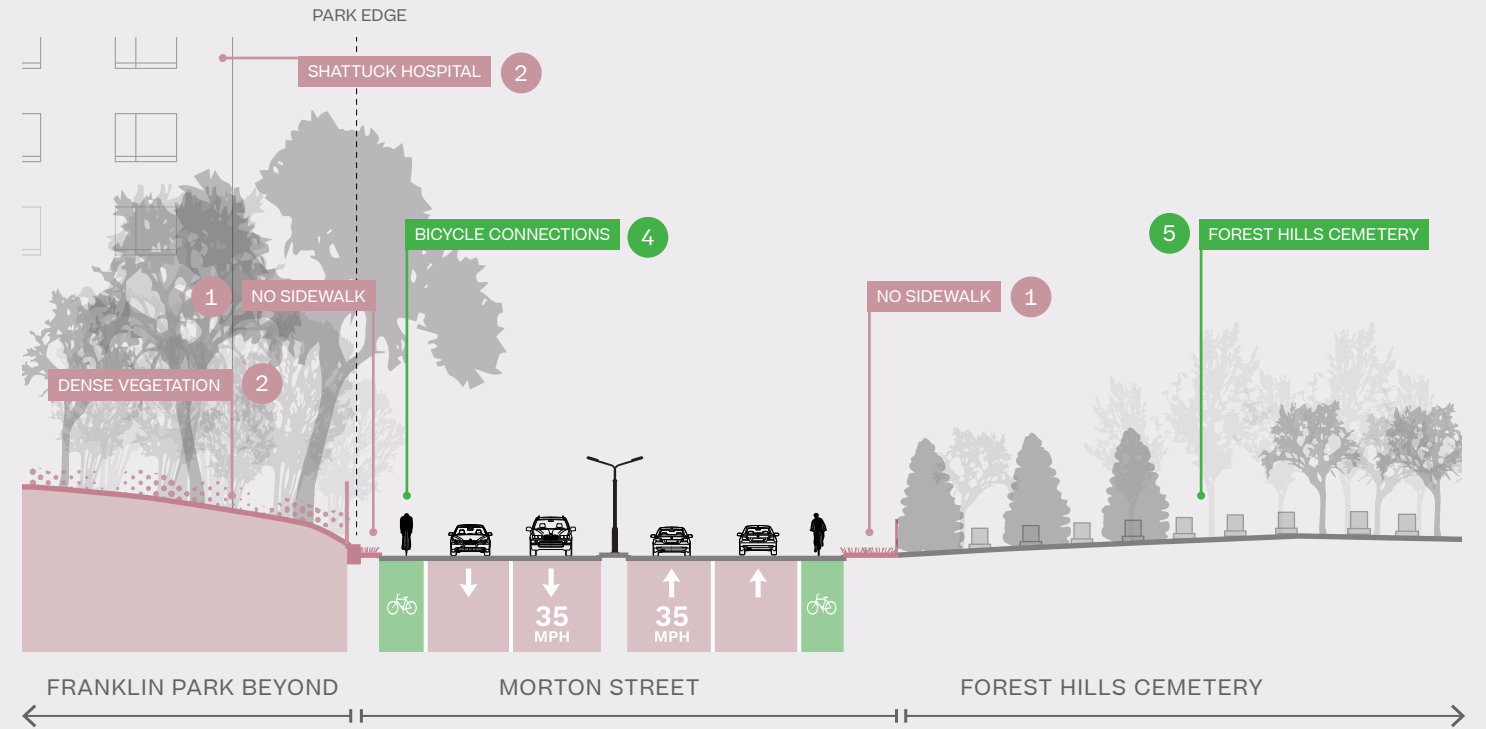 PARK EDGE
SHATTUCK HOSPITAL 2
BICYCLE CONNECTIONS 4
5 FOREST HILLS CEMETERY
1 NO SIDEWALK
NO SIDEWALK 1
DENSE VEGETATION 2
35
MPH
35
MPH
FRANKLIN PARK BEYOND
MORTON STREET
FOREST HILLS CEMETERY